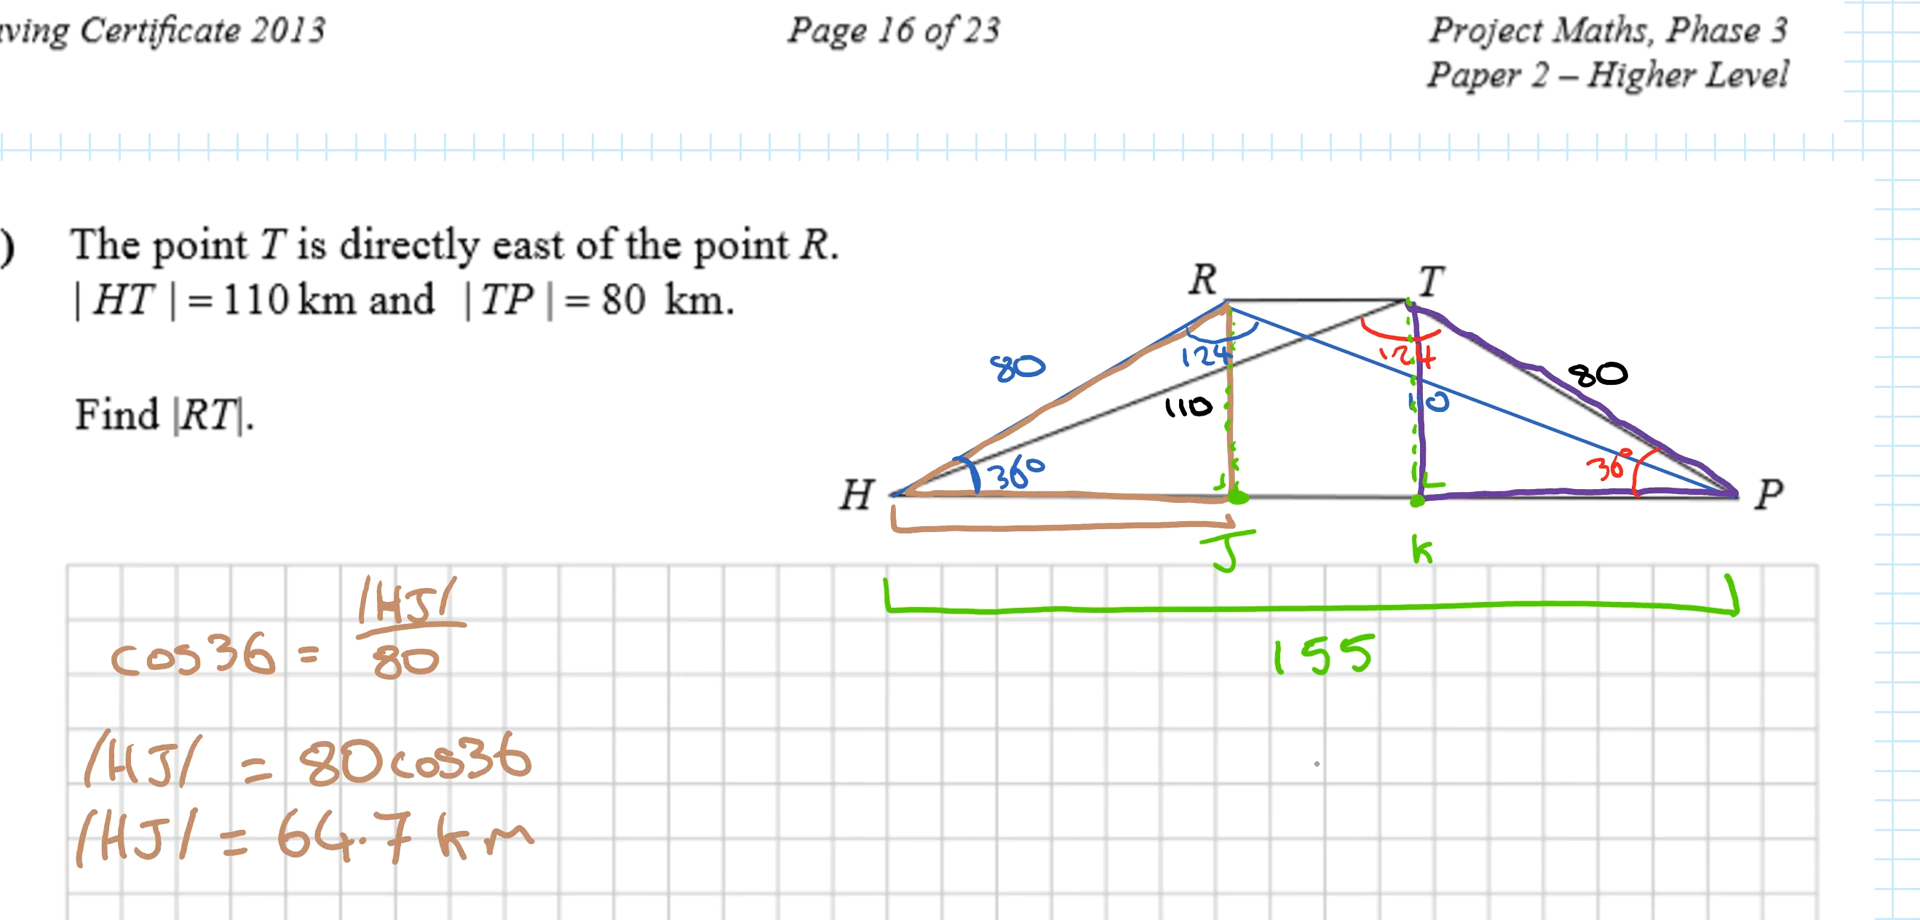 ving Certificate 2013
Page 16 of 23
Project Maths, Phase 3
Paper 2 – Higher Level
) The point T is directly east of the point R.
| HT | = 110 km and | TP | = 80 km.
Find |RT|.
R
T
80
124
124
80
110
10
36°
36°
H
J
L
P
J
K
155
cos36 = |HJ| / 80
|HJ| = 80cos36
|HJ| = 64.7 km